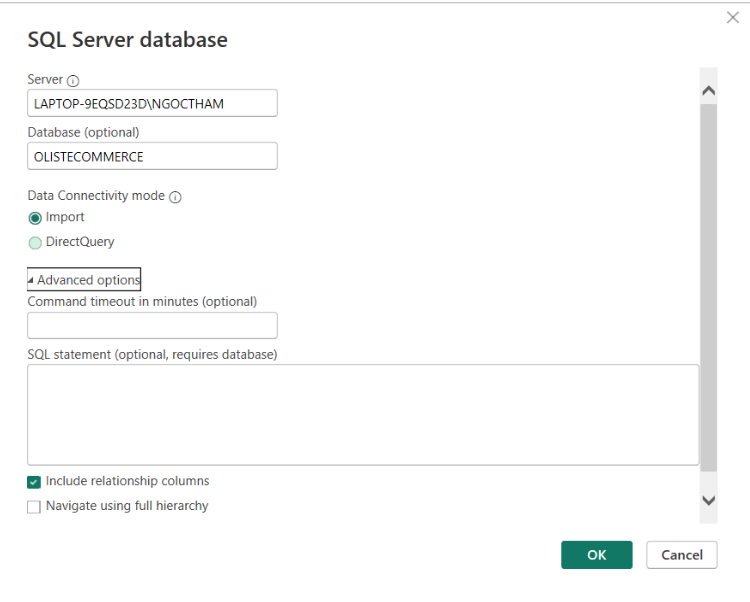 SQL Server database
Server
LAPTOP-9EQSD23D\NGOCTHAM
Database (optional)
OLISTECOMMERCE
Data Connectivity mode
Import
DirectQuery
Advanced options
Command timeout in minutes (optional)
SQL statement (optional, requires database)
Include relationship columns
Navigate using full hierarchy
OK Cancel